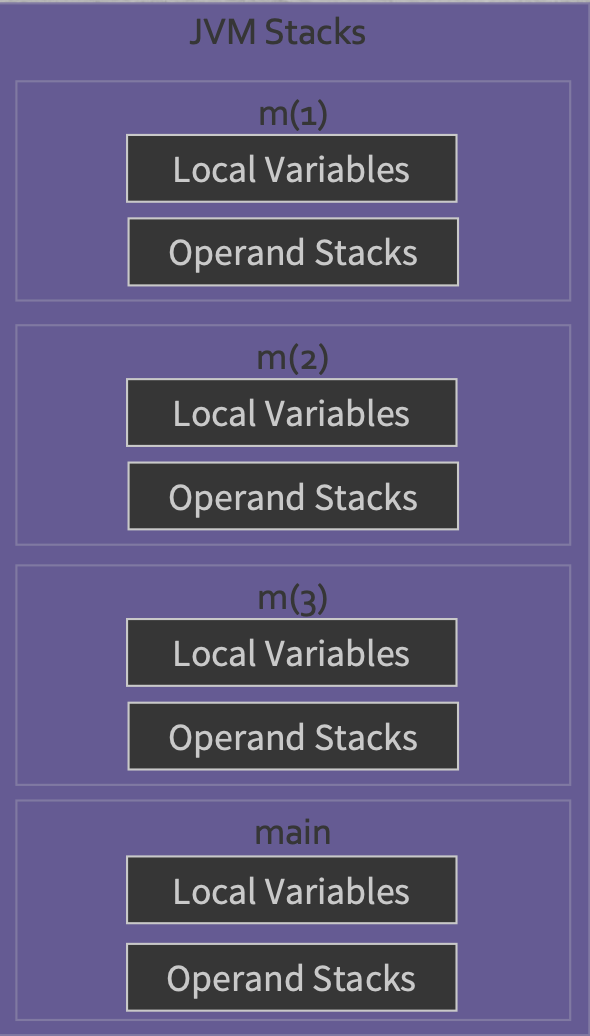 JVM Stacks
m(1)
Local Variables
Operand Stacks
m(2)
Local Variables
Operand Stacks
m(3)
Local Variables
Operand Stacks
main
Local Variables
Operand Stacks